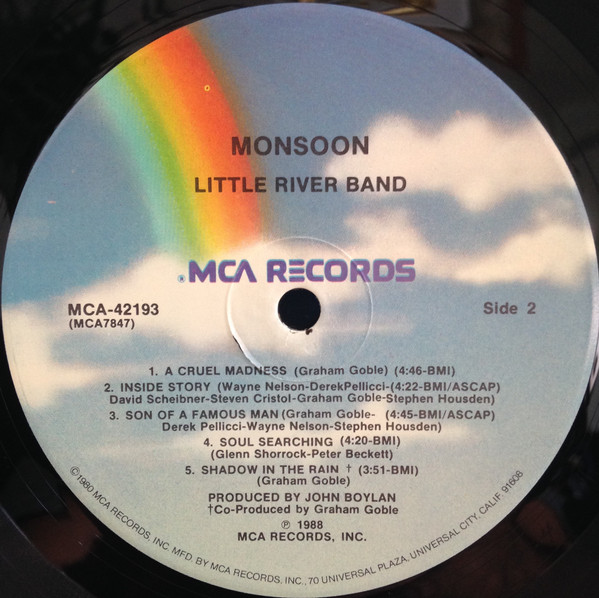 MONSOON
LITTLE RIVER BAND
® MCA RECORDS
MCA-42193
(MCA7847)
Side 2
1. A CRUEL MADNESS (Graham Goble) (4:46-BMI)
2. INSIDE STORY (Wayne Nelson-DerekPellicci-(4:22-BMI/ASCAP)
David Scheibner-Steven Cristol-Graham Goble-Stephen Housden)
3. SON OF A FAMOUS MAN (Graham Goble- (4:45-BMI/ASCAP)
Derek Pellicci-Wayne Nelson-Stephen Housden)
4. SOUL SEARCHING (4:20-BMI)
(Glenn Shorrock-Peter Beckett)
5. SHADOW IN THE RAIN † (3:51-BMI)
(Graham Goble)
PRODUCED BY JOHN BOYLAN
†Co-Produced by Graham Goble
℗ 1988
MCA RECORDS, INC.
©1980 MCA RECORDS, INC. MFD. BY MCA RECORDS, INC., 70 UNIVERSAL PLAZA, UNIVERSAL CITY, CALIF. 91608